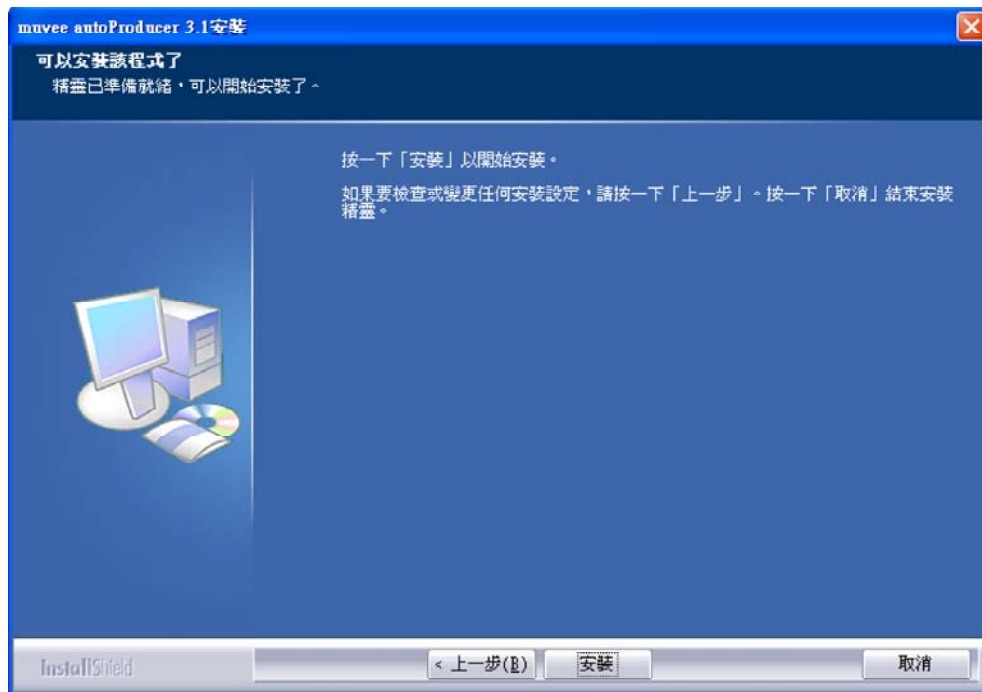 muvee autoProducer 3.1安裝
可以安裝該程式了
精靈已準備就緒，可以開始安裝了。
按一下「安裝」以開始安裝。
如果要檢查或變更任何安裝設定，請按一下「上一步」。按一下「取消」結束安裝
精靈。
InstallShield
< 上一步(B)
安裝
取消